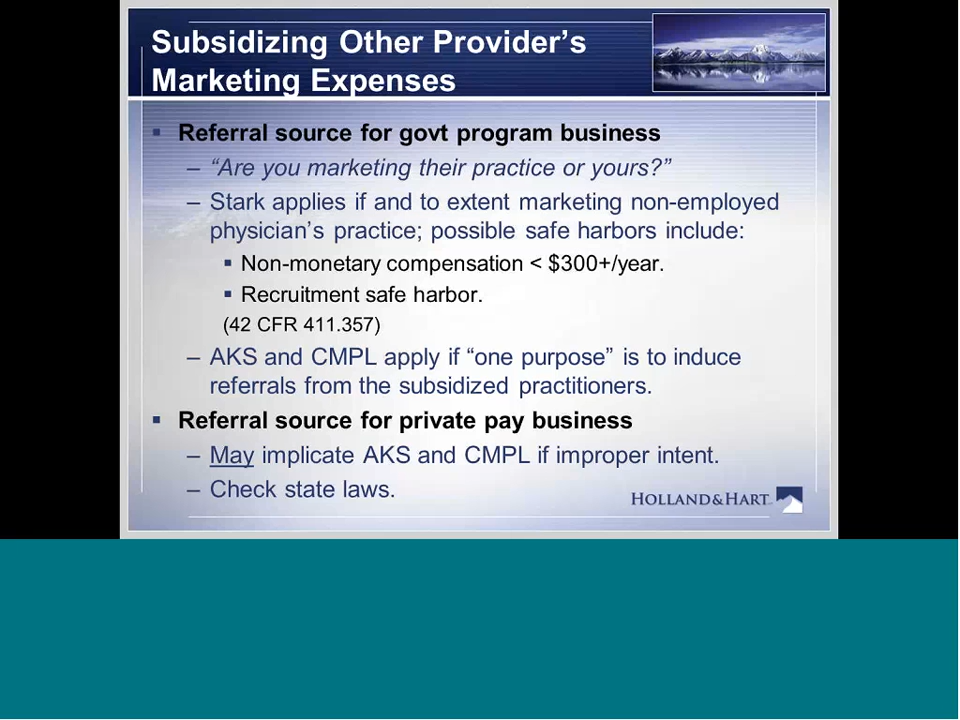 Subsidizing Other Provider’s
Marketing Expenses
▪ Referral source for govt program business
– “Are you marketing their practice or yours?”
– Stark applies if and to extent marketing non-employed
physician’s practice; possible safe harbors include:
▪ Non-monetary compensation < $300+/year.
▪ Recruitment safe harbor.
(42 CFR 411.357)
– AKS and CMPL apply if “one purpose” is to induce
referrals from the subsidized practitioners.
▪ Referral source for private pay business
– May implicate AKS and CMPL if improper intent.
– Check state laws.
HOLLAND&HART